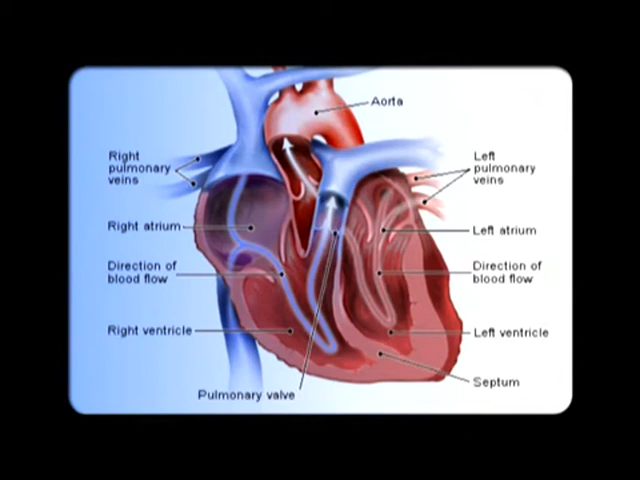 Aorta
Right
pulmonary
veins
Left
pulmonary
veins
Right atrium
Left atrium
Direction of
blood flow
Direction of
blood flow
Right ventricle
Left ventricle
Septum
Pulmonary valve